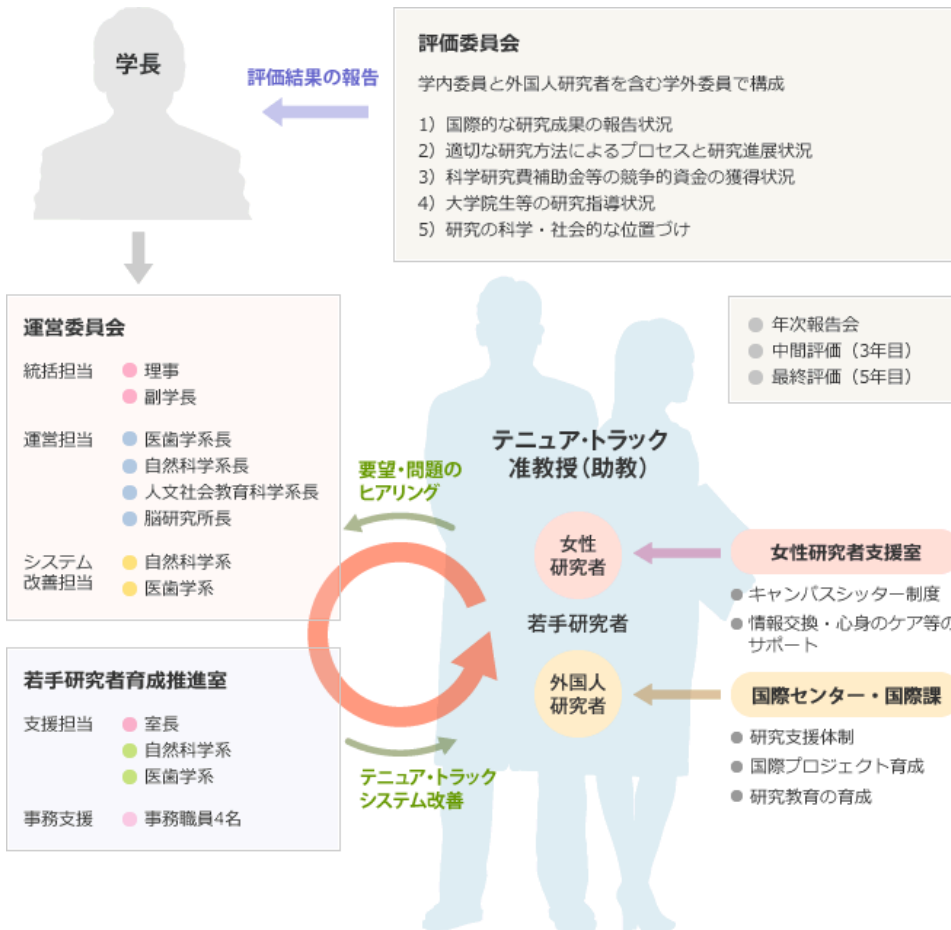 学長
評価結果の報告
評価委員会
学内委員と外国人研究者を含む学外委員で構成
1）国際的な研究成果の報告状況
2）適切な研究方法によるプロセスと研究進展状況
3）科学研究費補助金等の競争的資金の獲得状況
4）大学院生等の研究指導状況
5）研究の科学・社会的な位置づけ
運営委員会
統括担当 ● 理事
● 副学長
運営担当 ● 医歯学系長
● 自然科学系長
● 人文社会教育科学系長
● 脳研究所長
システム
改善担当
● 自然科学系
● 医歯学系
● 年次報告会
● 中間評価（3年目）
● 最終評価（5年目）
テニュア・トラック
准教授（助教）
要望・問題の
ヒアリング
女性
研究者
若手研究者
外国人
研究者
女性研究者支援室
● キャンパスシッター制度
● 情報交換・心身のケア等の
サポート
国際センター・国際課
● 研究支援体制
● 国際プロジェクト育成
● 研究教育の育成
若手研究者育成推進室
支援担当 ● 室長
● 自然科学系
● 医歯学系
事務支援 ● 事務職員4名
テニュア・トラック
システム改善